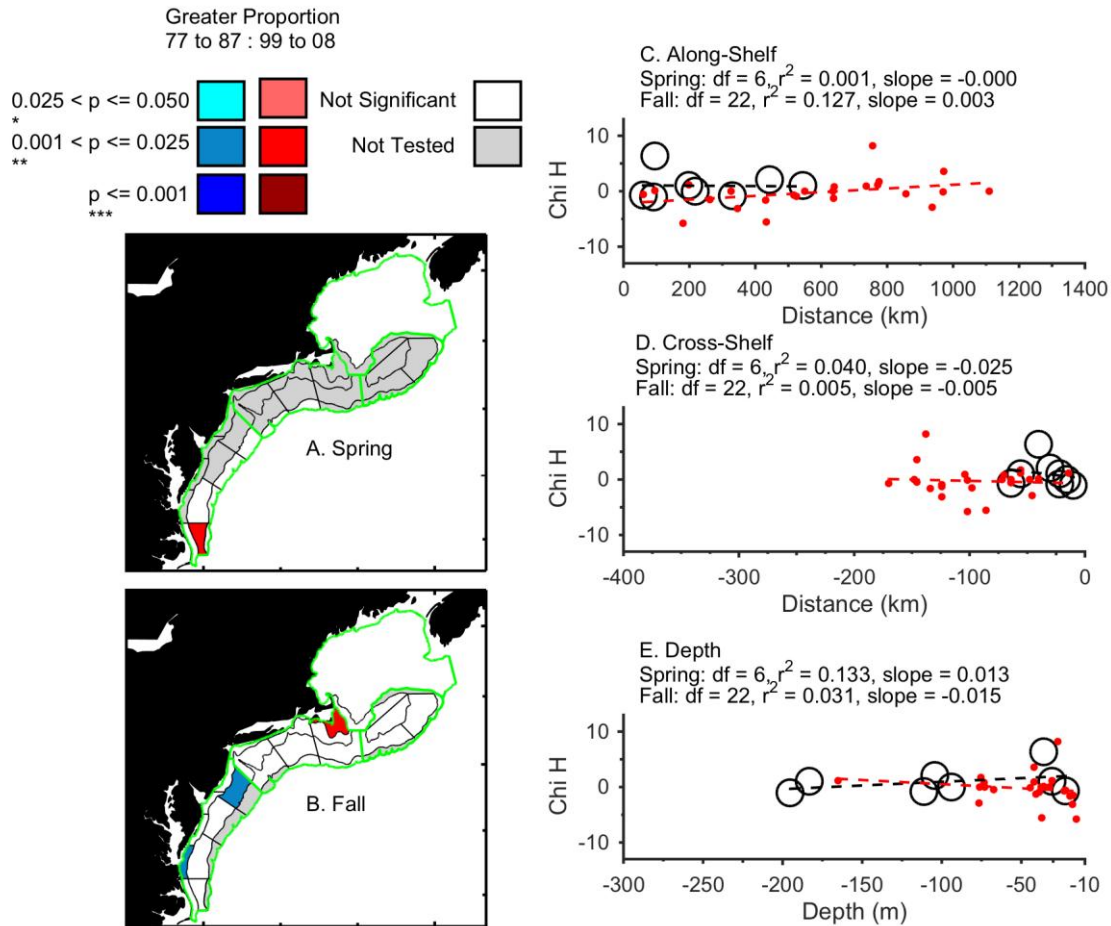 Greater Proportion
77 to 87 : 99 to 08
0.025 < p <= 0.050
*
0.001 < p <= 0.025
**
p <= 0.001
***
Not Significant
Not Tested
A. Spring
B. Fall
C. Along-Shelf
Spring: df = 6, r² = 0.001, slope = -0.000
Fall: df = 22, r² = 0.127, slope = 0.003
10
0
-10
Chi H
0 200 400 600 800 1000 1200 1400
Distance (km)
D. Cross-Shelf
Spring: df = 6, r² = 0.040, slope = -0.025
Fall: df = 22, r² = 0.005, slope = -0.005
10
0
-10
Chi H
-400 -300 -200 -100 0
Distance (km)
E. Depth
Spring: df = 6, r² = 0.133, slope = 0.013
Fall: df = 22, r² = 0.031, slope = -0.015
10
0
-10
Chi H
-300 -250 -200 -150 -100 -50 -10
Depth (m)